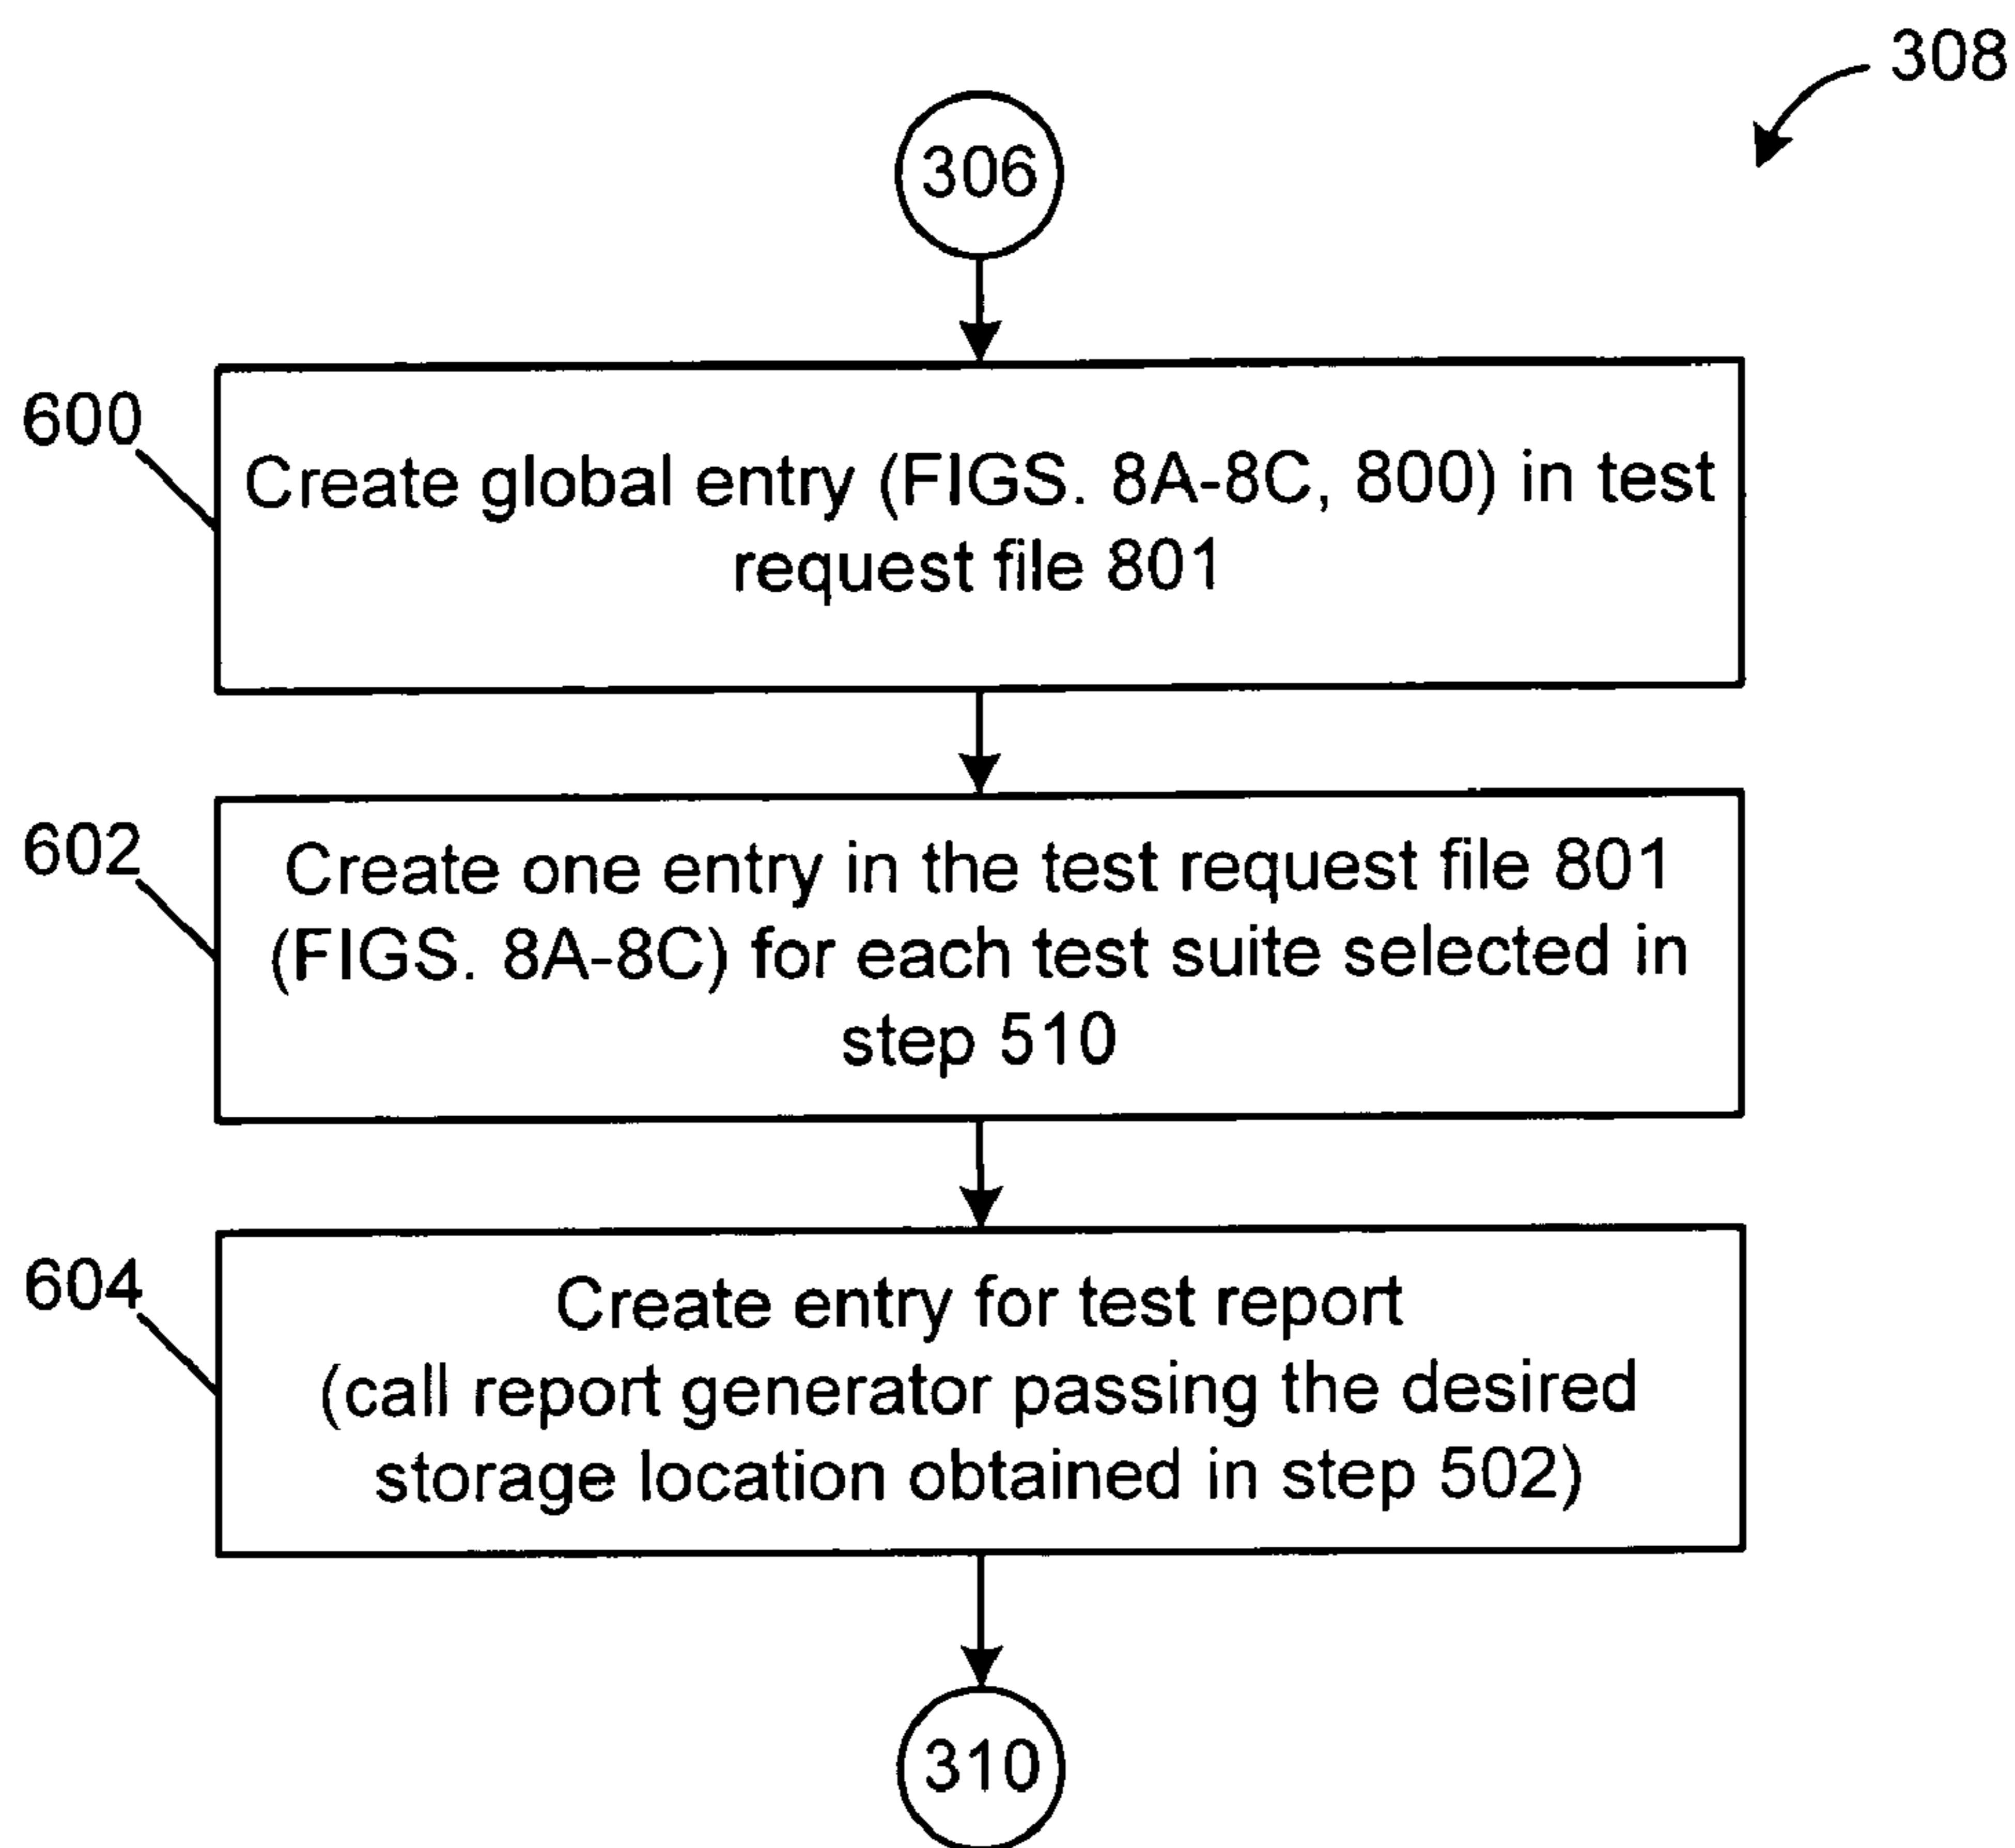 308
306
600
Create global entry (FIGS. 8A-8C, 800) in test
request file 801
602
Create one entry in the test request file 801
(FIGS. 8A-8C) for each test suite selected in
step 510
604
Create entry for test report
(call report generator passing the desired
storage location obtained in step 502)
310